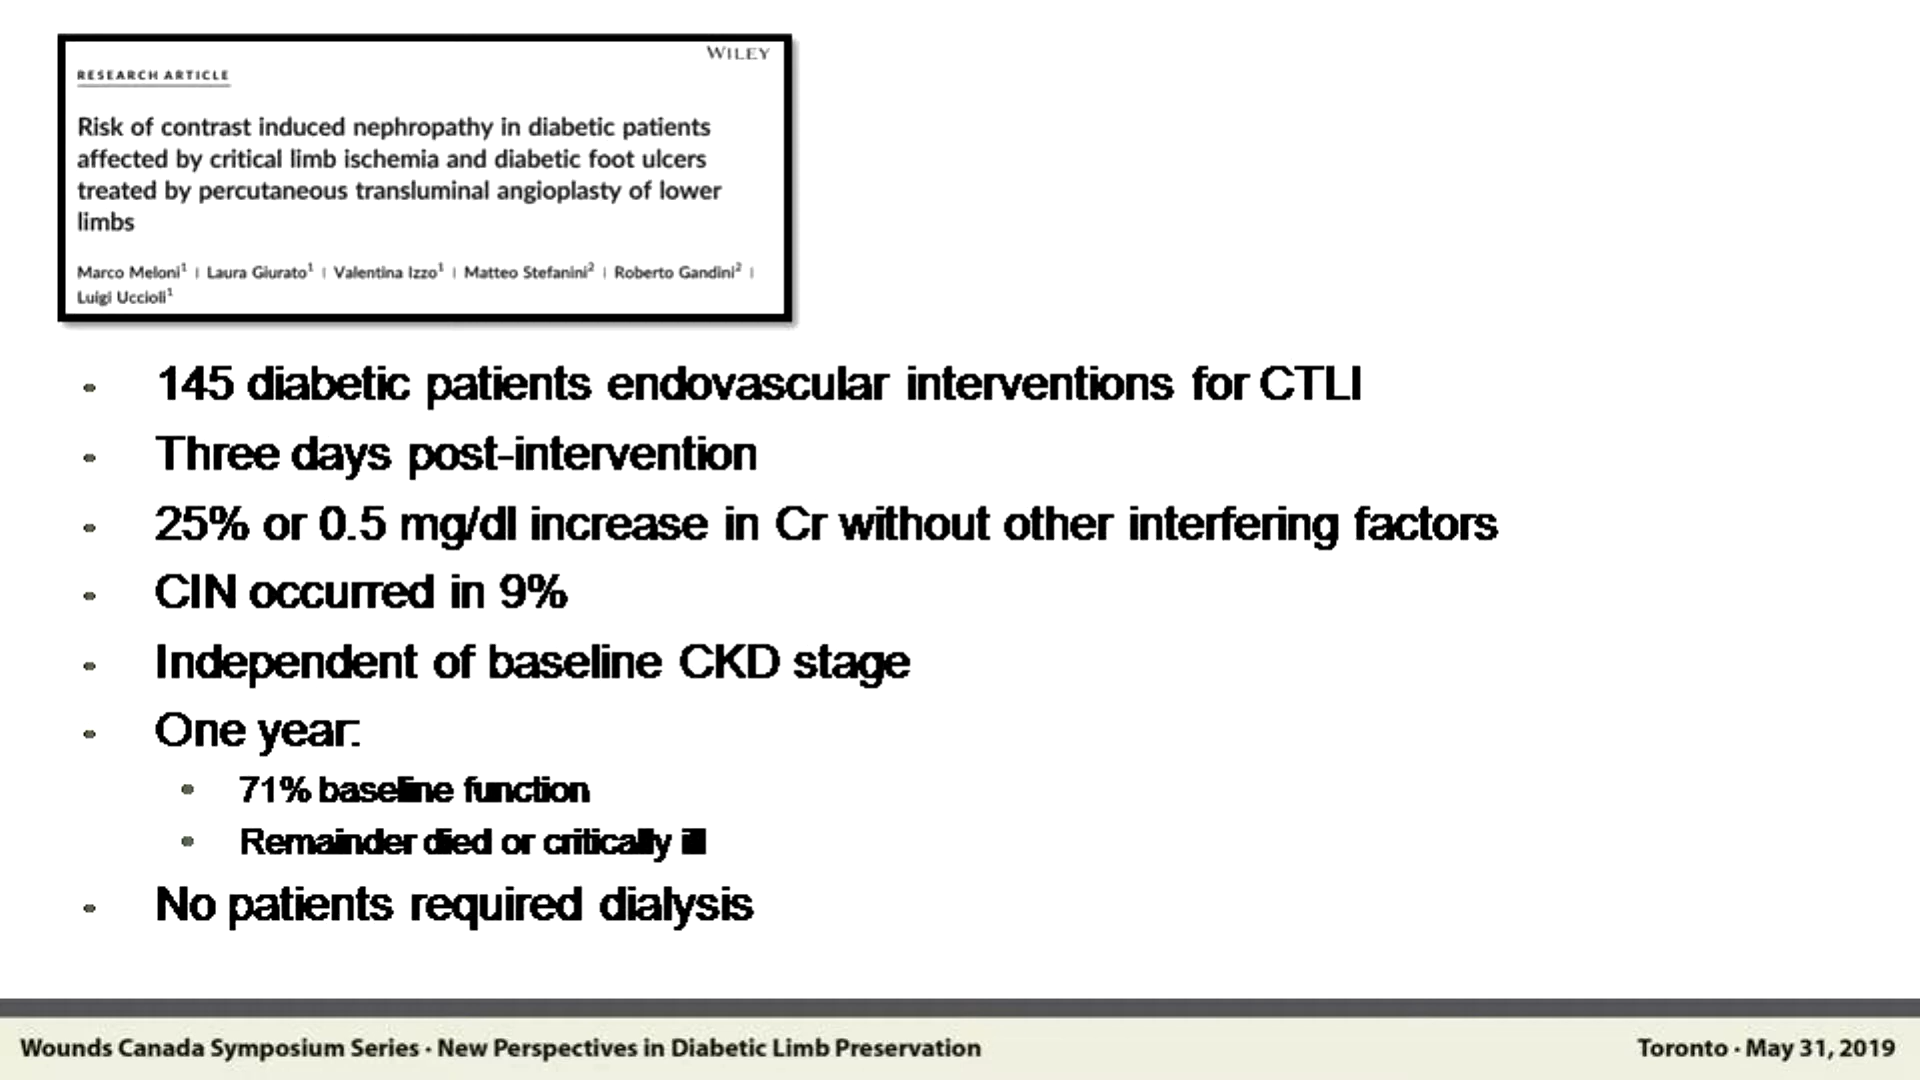 WILEY
RESEARCH ARTICLE
Risk of contrast induced nephropathy in diabetic patients
affected by critical limb ischemia and diabetic foot ulcers
treated by percutaneous transluminal angioplasty of lower
limbs
Marco Meloni1 | Laura Giurato1 | Valentina Izzo1 | Matteo Stefanini2 | Roberto Gandini2 |
Luigi Uccioli1
- 145 diabetic patients endovascular interventions for CTLI
- Three days post-intervention
- 25% or 0.5 mg/dl increase in Cr without other interfering factors
- CIN occurred in 9%
- Independent of baseline CKD stage
- One year:
• 71% baseline function
• Remainder died or critically ill
- No patients required dialysis
Wounds Canada Symposium Series · New Perspectives in Diabetic Limb Preservation
Toronto · May 31, 2019